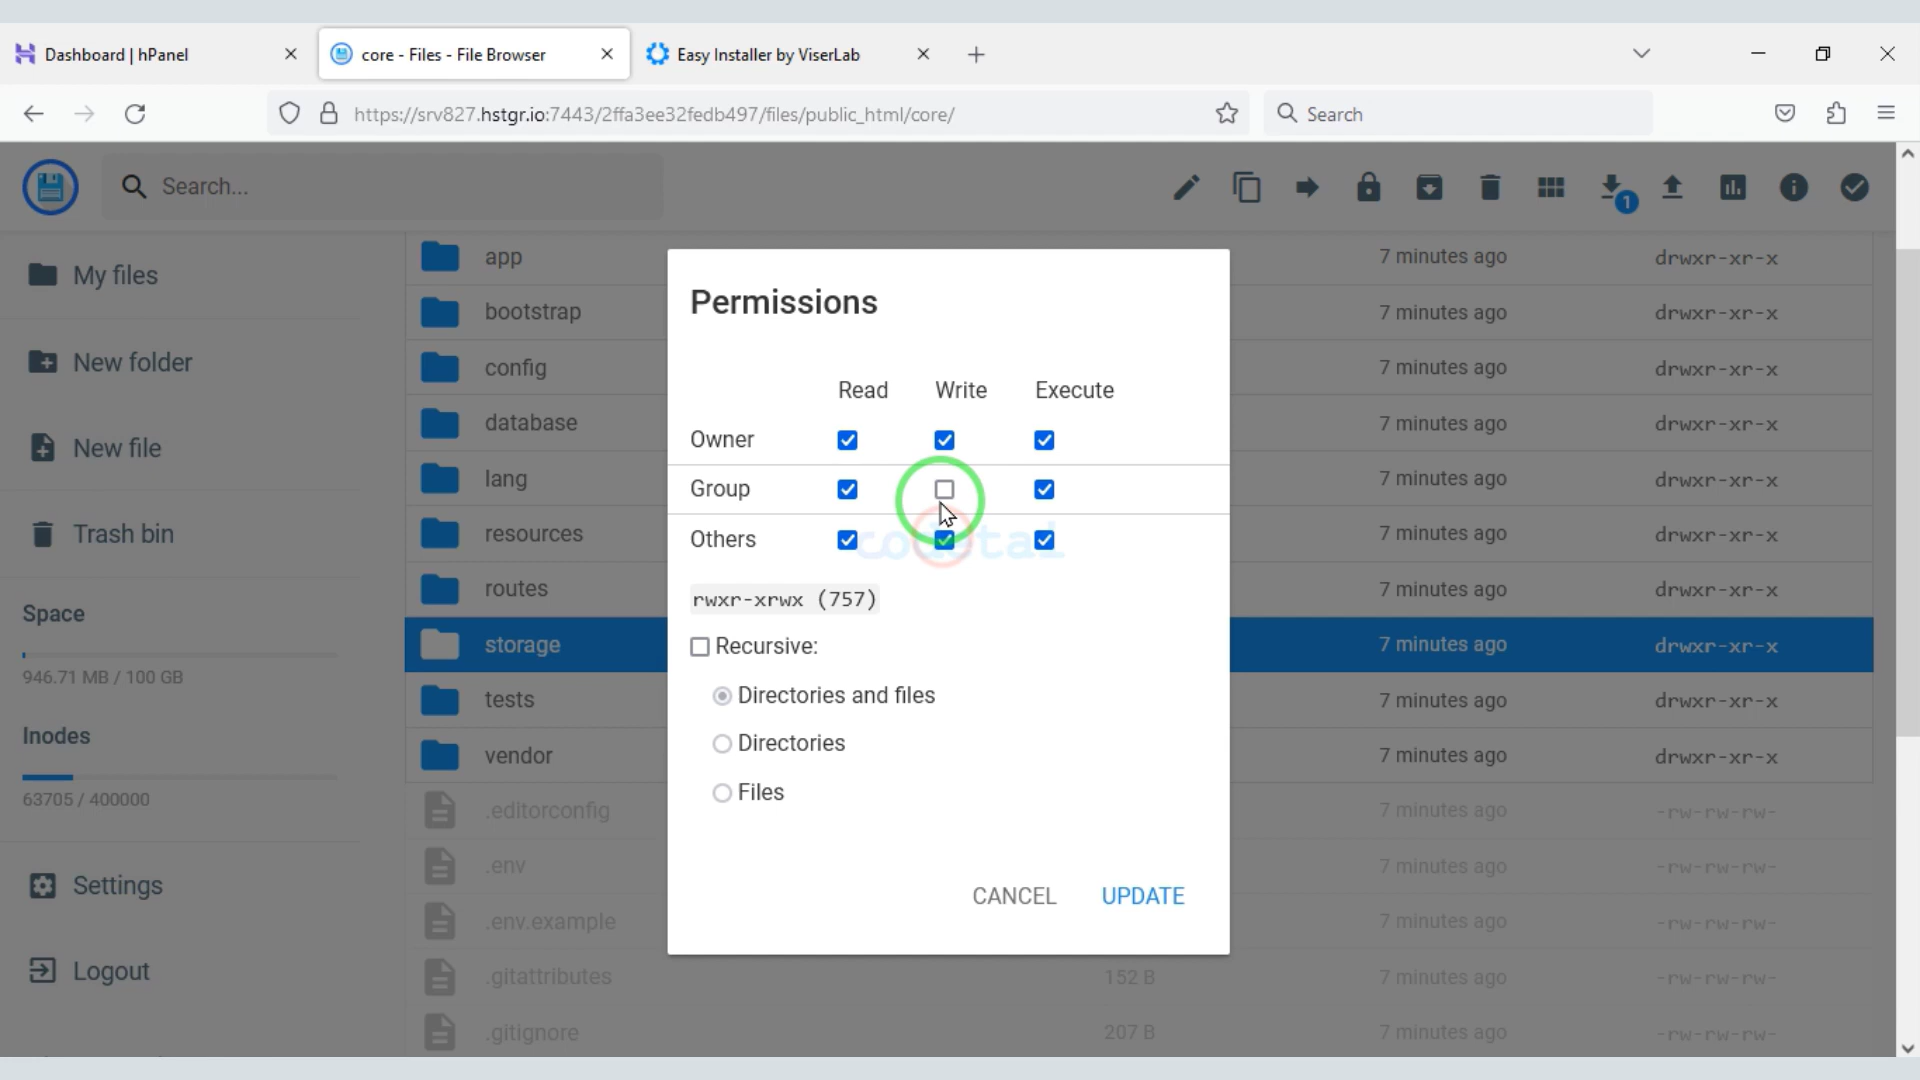 Dashboard | hPanel
core - Files - File Browser
Easy Installer by ViserLab
https://srv827.hstgr.io:7443/2ffa3ee32fedb497/files/public_html/core/
Search
Search...
1
My files
New folder
New file
Trash bin
Space
946.71 MB / 100 GB
Inodes
63705 / 400000
Settings
Logout
app 7 minutes ago drwxr-xr-x
bootstrap 7 minutes ago drwxr-xr-x
config 7 minutes ago drwxr-xr-x
database 7 minutes ago drwxr-xr-x
lang 7 minutes ago drwxr-xr-x
resources 7 minutes ago drwxr-xr-x
routes 7 minutes ago drwxr-xr-x
storage 7 minutes ago drwxr-xr-x
tests 7 minutes ago drwxr-xr-x
vendor 7 minutes ago drwxr-xr-x
.editorconfig 7 minutes ago -rw-rw-rw-
.env 7 minutes ago -rw-rw-rw-
.env.example 7 minutes ago -rw-rw-rw-
.gitattributes 152 B 7 minutes ago -rw-rw-rw-
.gitignore 207 B 7 minutes ago -rw-rw-rw-
Permissions
Read Write Execute
Owner
Group
Others
rwxr-xrwx (757)
Recursive:
Directories and files
Directories
Files
CANCEL UPDATE